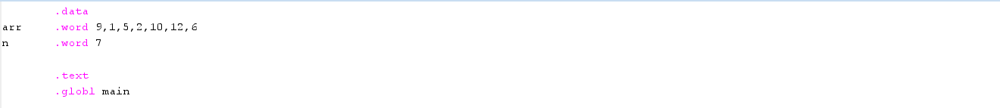 .data
arr .word 9,1,5,2,10,12,6
n .word 7
.text
.globl main